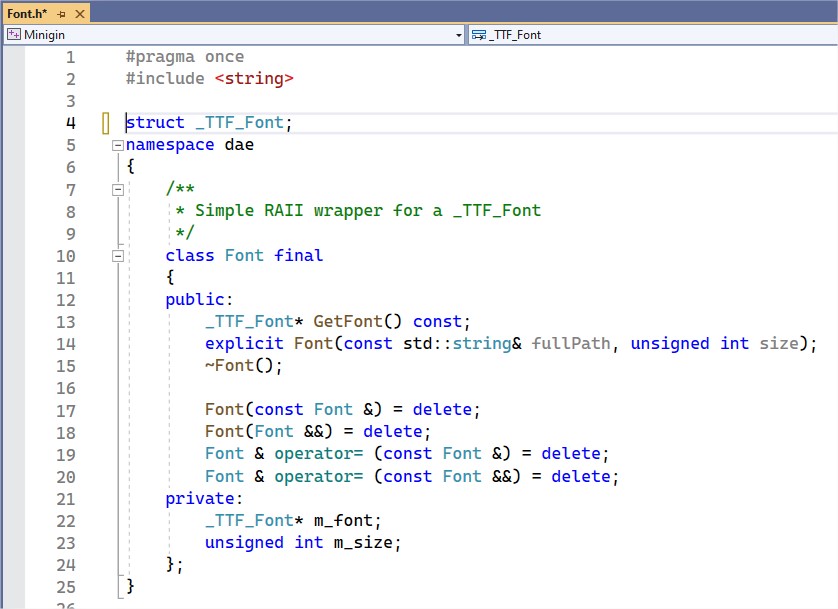 Font.h*
Minigin _TTF_Font
1 #pragma once
2 #include <string>
3
4 struct _TTF_Font;
5 namespace dae
6 {
7 /**
8 * Simple RAII wrapper for a _TTF_Font
9 */
10 class Font final
11 {
12 public:
13 _TTF_Font* GetFont() const;
14 explicit Font(const std::string& fullPath, unsigned int size);
15 ~Font();
16
17 Font(const Font &) = delete;
18 Font(Font &&) = delete;
19 Font & operator= (const Font &) = delete;
20 Font & operator= (const Font &&) = delete;
21 private:
22 _TTF_Font* m_font;
23 unsigned int m_size;
24 };
25 }
26